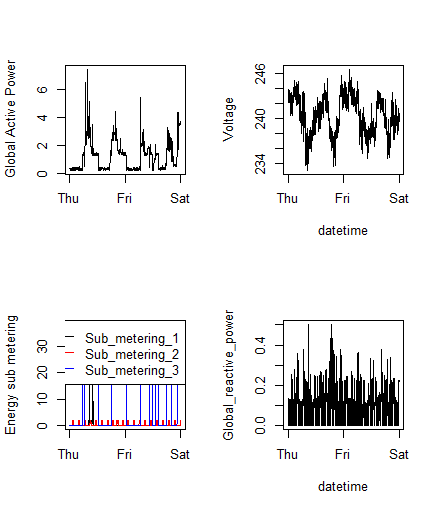 Global Active Power
0 2 4 6
Thu Fri Sat
Voltage
234 240 246
Thu Fri Sat
datetime
Energy sub metering
0 10 20 30
Sub_metering_1
Sub_metering_2
Sub_metering_3
Thu Fri Sat
Global_reactive_power
0.0 0.2 0.4
Thu Fri Sat
datetime